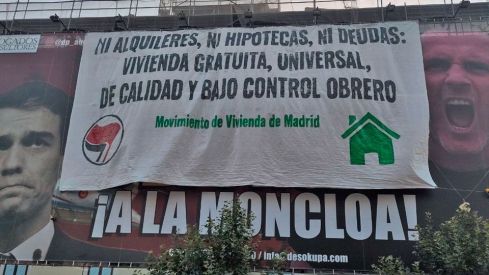 @
NI ALQUILERES, NI HIPOTECAS, NI DEUDAS:
VIVIENDA GRATUITA, UNIVERSAL,
DE CALIDAD Y BAJO CONTROL OBRERO
Movimiento de Vivienda de Madrid
¡A LA MONCLOA!
desokupa.com